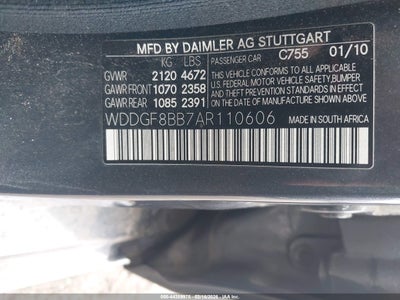 MFD BY DAIMLER AG STUTTGART
KG LBS PASSENGER CAR C755 01/10
GVWR 2120 4672 THIS VEHICLE CONFORMS TO ALL
GAWR FRONT 1070 2358 FEDERAL MOTOR VEHICLE SAFETY, BUMPER
GAWR REAR 1085 2391 AND THEFT PREVENTION STANDARDS IN
EFFECT ON THE DATE OF MANUFACTURE
SHOWN ABOVE.
WDDGF8BB7AR110606 MADE IN SOUTH AFRICA